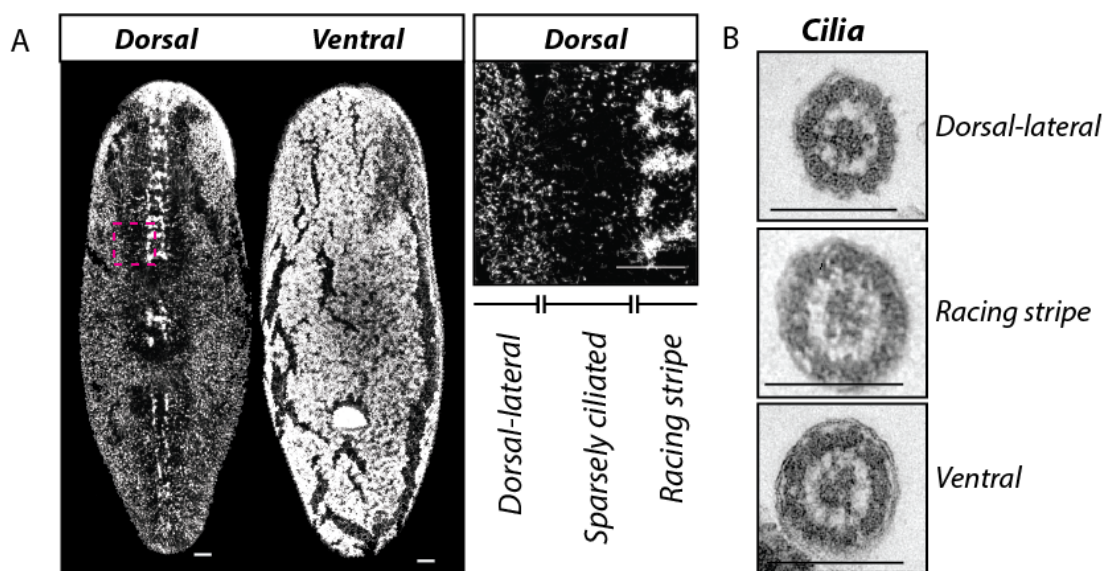 A
Dorsal
Ventral
Dorsal
Dorsal-lateral
Sparsely ciliated
Racing stripe
B
Cilia
Dorsal-lateral
Racing stripe
Ventral